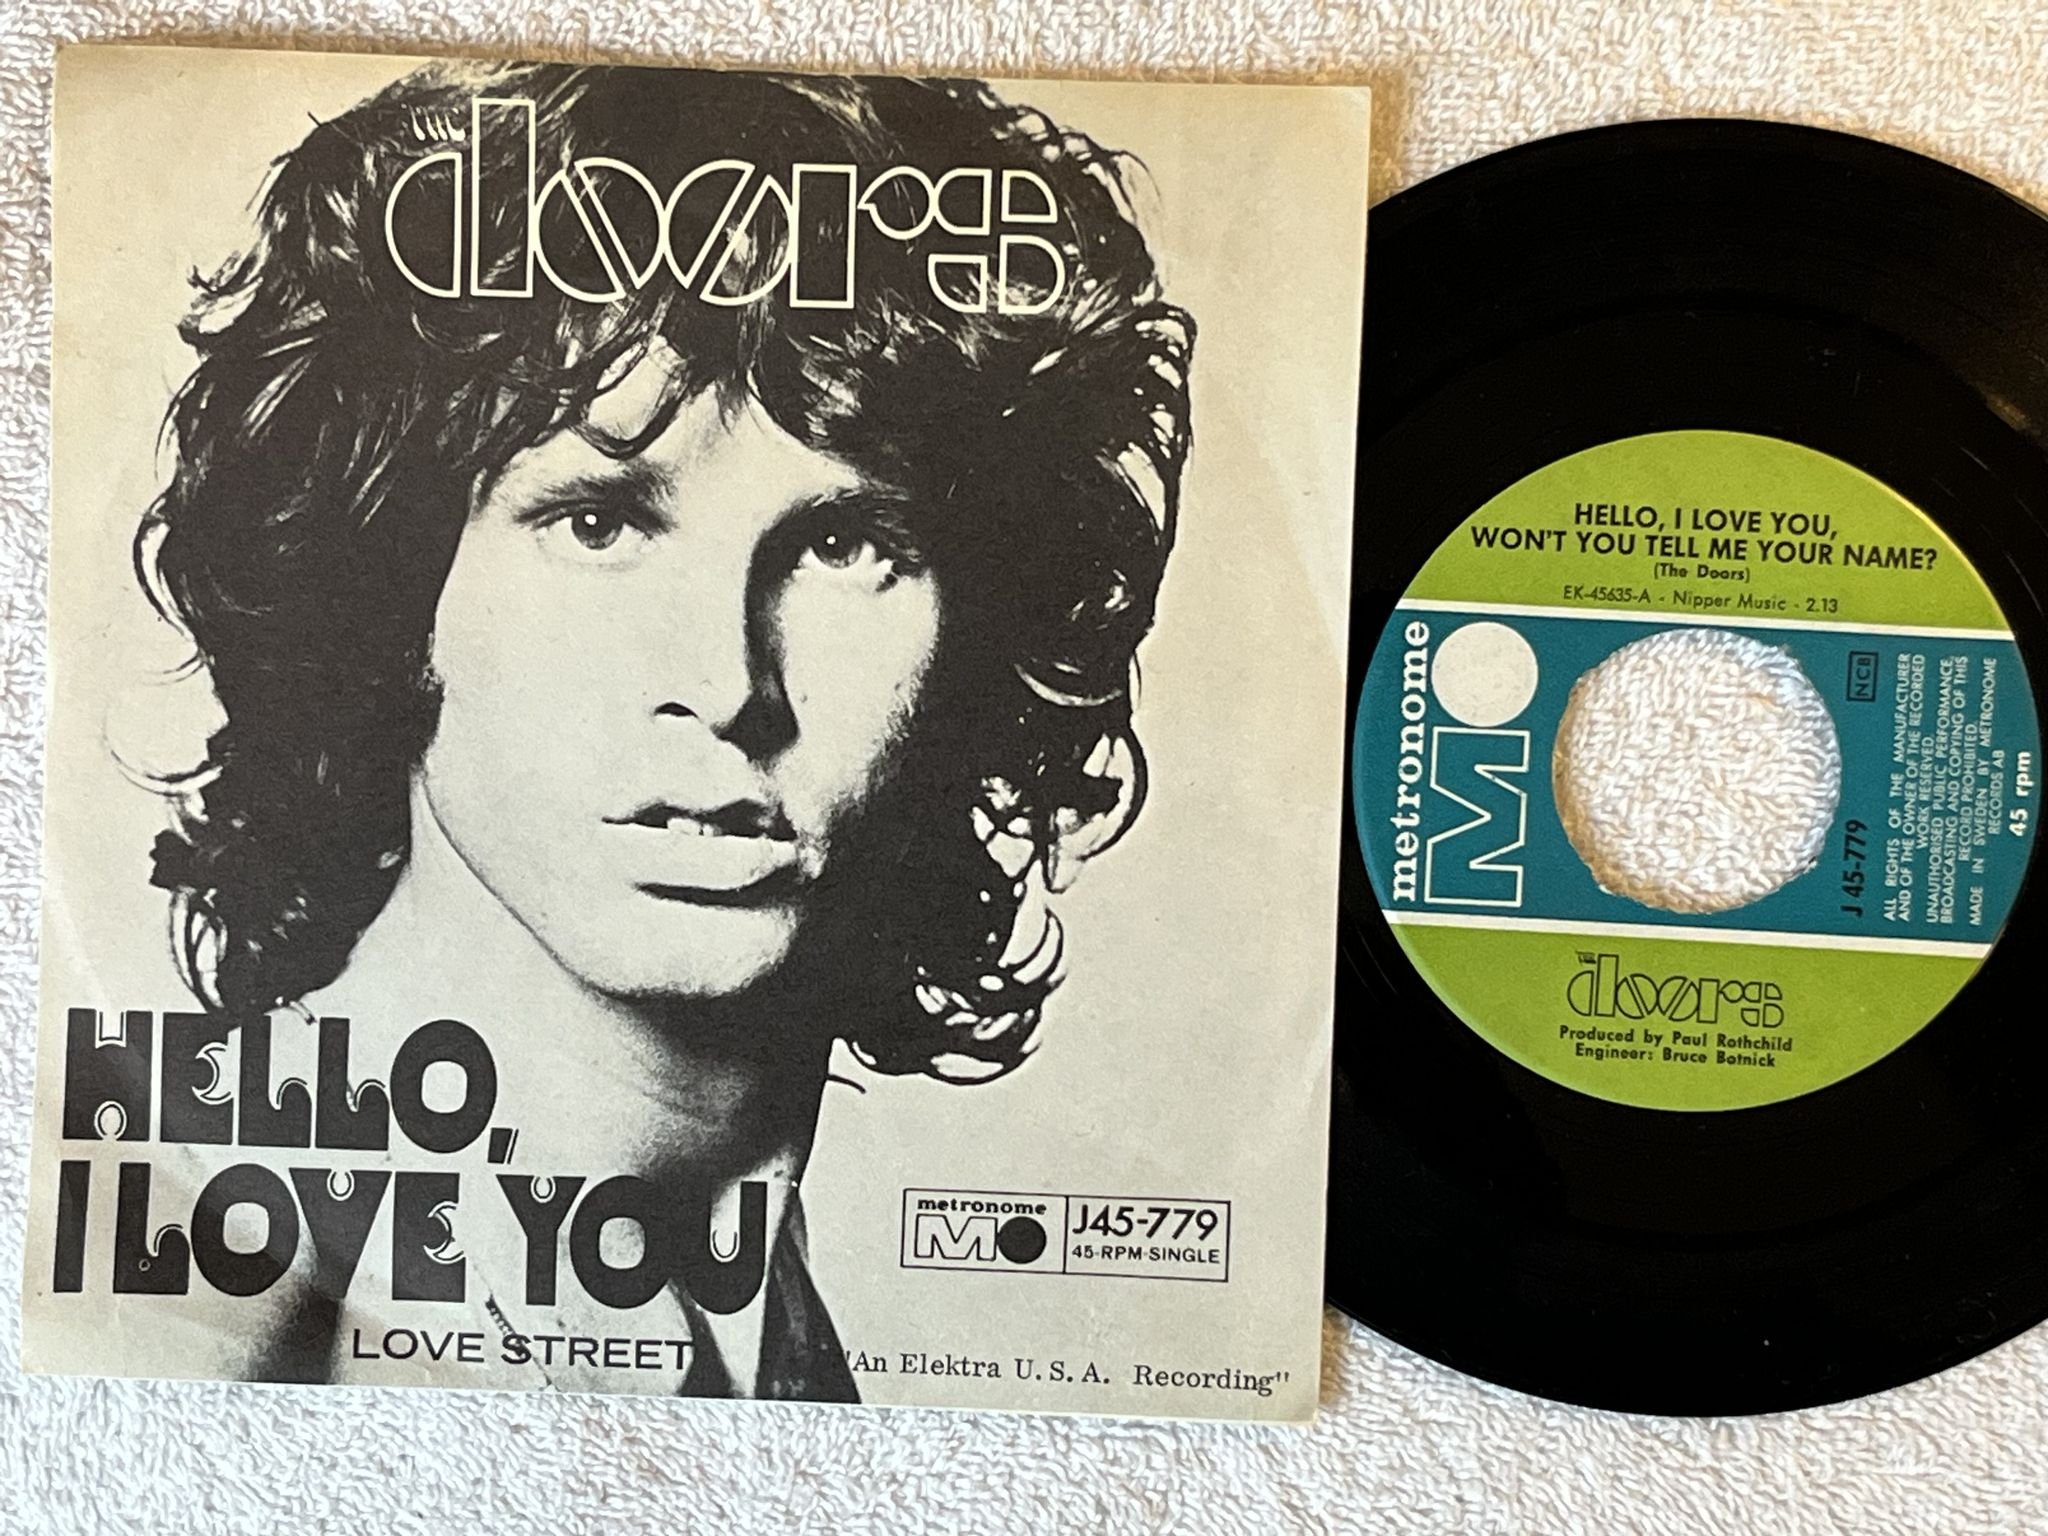 THE
doors
HELLO,
I LOVE YOU
LOVE STREET
metronome
MO
J45-779
45-RPM-SINGLE
"An Elektra U.S.A. Recording"
HELLO, I LOVE YOU,
WON'T YOU TELL ME YOUR NAME?
(The Doors)
EK-45635-A - Nipper Music - 2.13
metronome
MO
NCB
J 45-779
ALL RIGHTS OF THE MANUFACTURER
AND OF THE OWNER OF THE RECORDED
WORK RESERVED.
UNAUTHORISED PUBLIC PERFORMANCE,
BROADCASTING AND COPYING OF THIS
RECORD PROHIBITED.
MADE IN SWEDEN BY METRONOME
RECORDS AB
45 rpm
THE
doors
Produced by Paul Rothchild
Engineer: Bruce Botnick